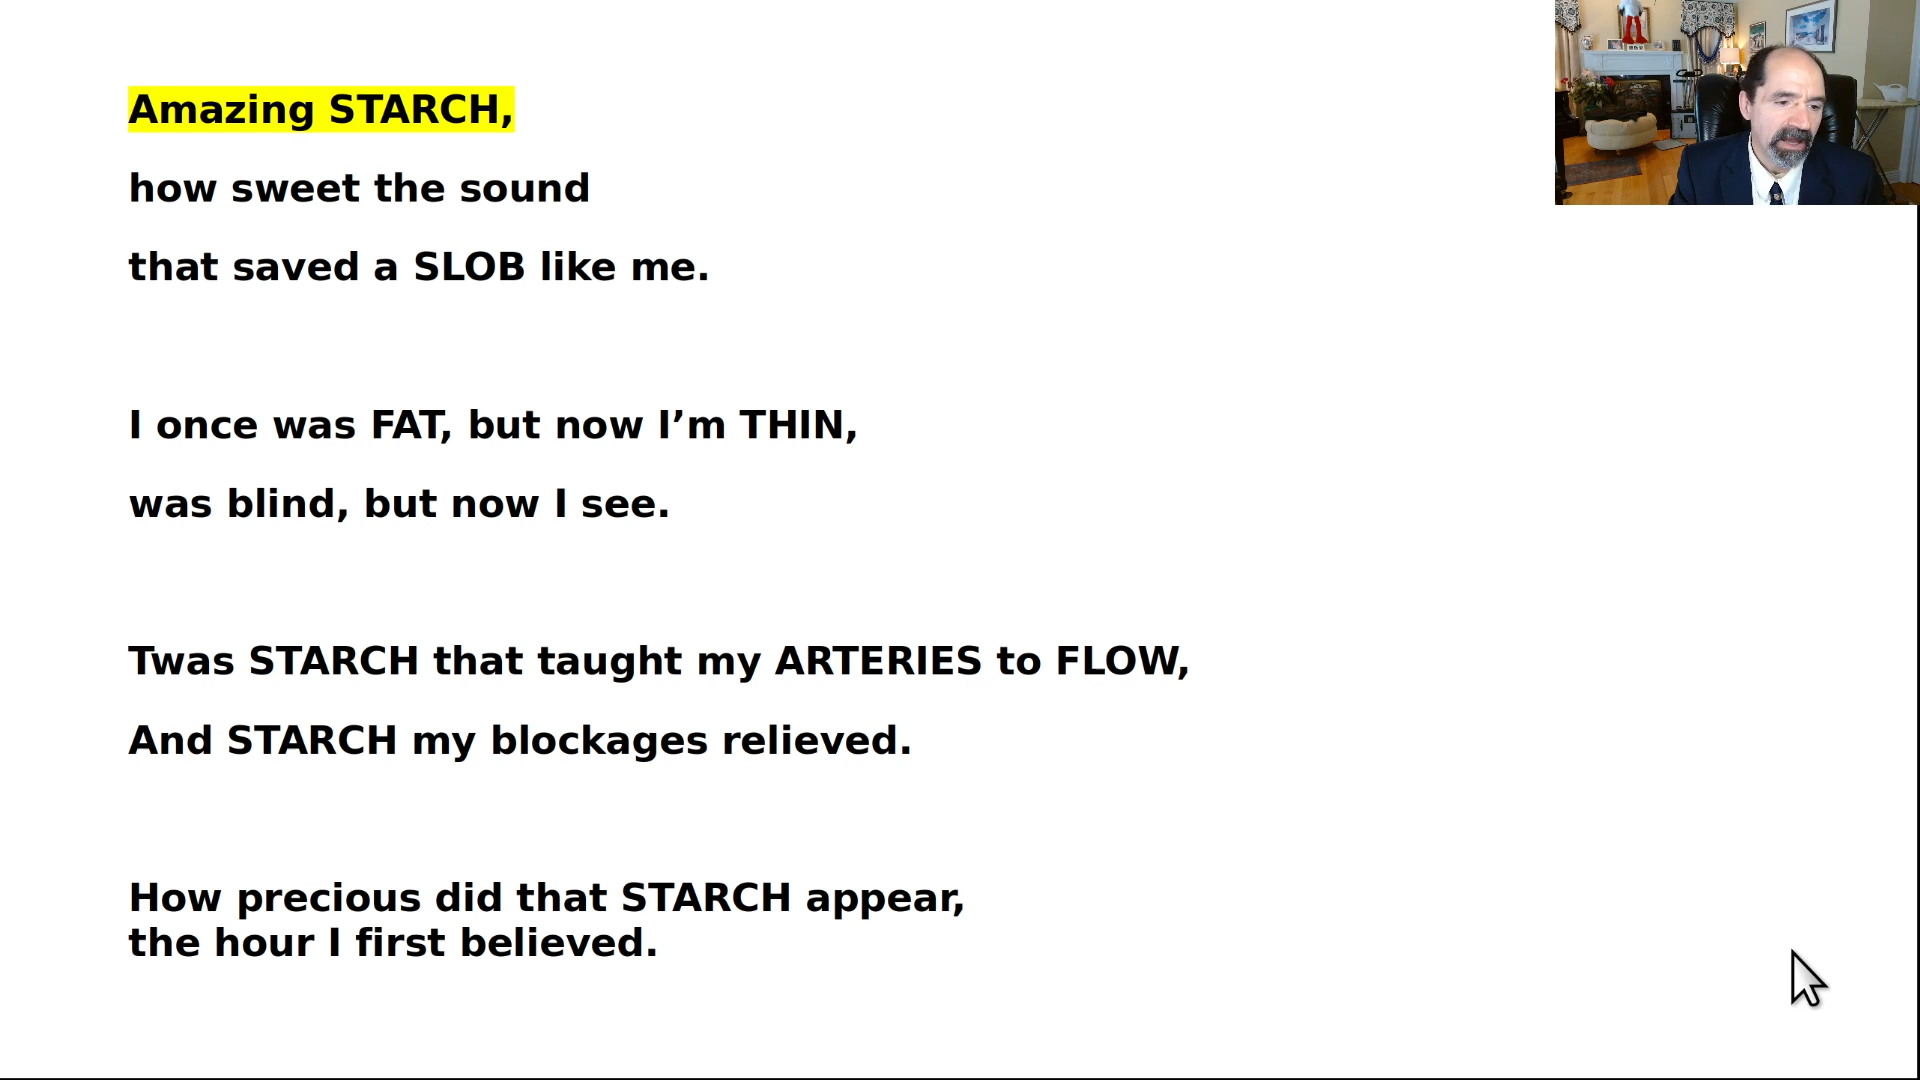 Amazing STARCH,
how sweet the sound
that saved a SLOB like me.
I once was FAT, but now I’m THIN,
was blind, but now I see.
Twas STARCH that taught my ARTERIES to FLOW,
And STARCH my blockages relieved.
How precious did that STARCH appear,
the hour I first believed.